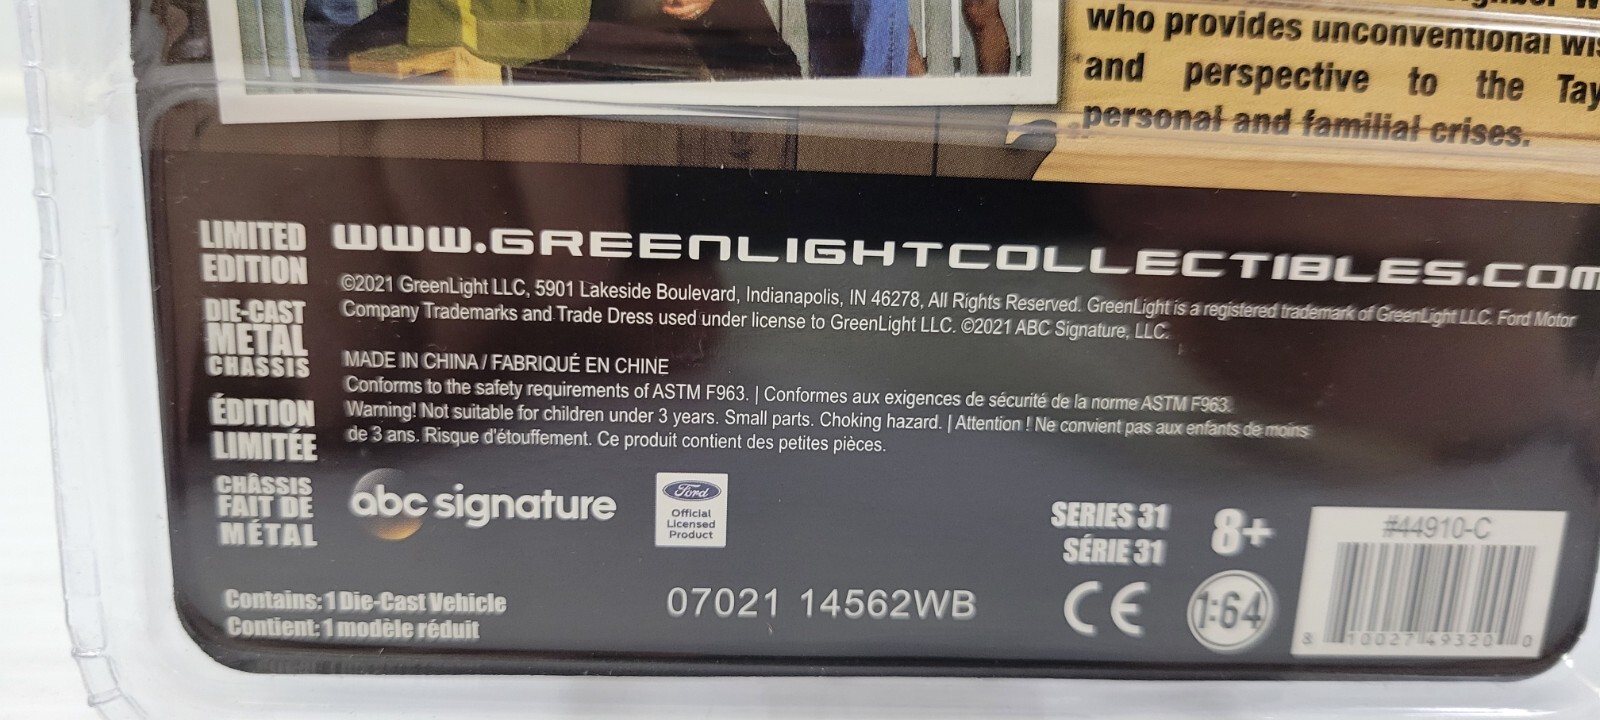 who provides unconventional
and perspective to the
personal and familial crises.
LIMITED
EDITION
DIE-CAST
METAL
CHASSIS
ÉDITION
LIMITÉE
CHÂSSIS
FAIT DE
MÉTAL
WWW.GREENLIGHTCOLLECTIBLES.COM
©2021 GreenLight LLC, 5901 Lakeside Boulevard, Indianapolis, IN 46278, All Rights Reserved. GreenLight is a registered trademark of GreenLight LLC. Ford Motor
Company Trademarks and Trade Dress used under license to GreenLight LLC. ©2021 ABC Signature, LLC.
MADE IN CHINA / FABRIQUÉ EN CHINE
Conforms to the safety requirements of ASTM F963. | Conformes aux exigences de sécurité de la norme ASTM F963.
Warning! Not suitable for children under 3 years. Small parts. Choking hazard. | Attention ! Ne convient pas aux enfants de moins
de 3 ans. Risque d'étouffement. Ce produit contient des petites pièces.
abc signature
Ford
Official
Licensed
Product
SERIES 31
SÉRIE 31
8+
#44910-C
Contains: 1 Die-Cast Vehicle
Contient: 1 modèle réduit
07021 14562WB
CE
1:64
8 10027 49320 0